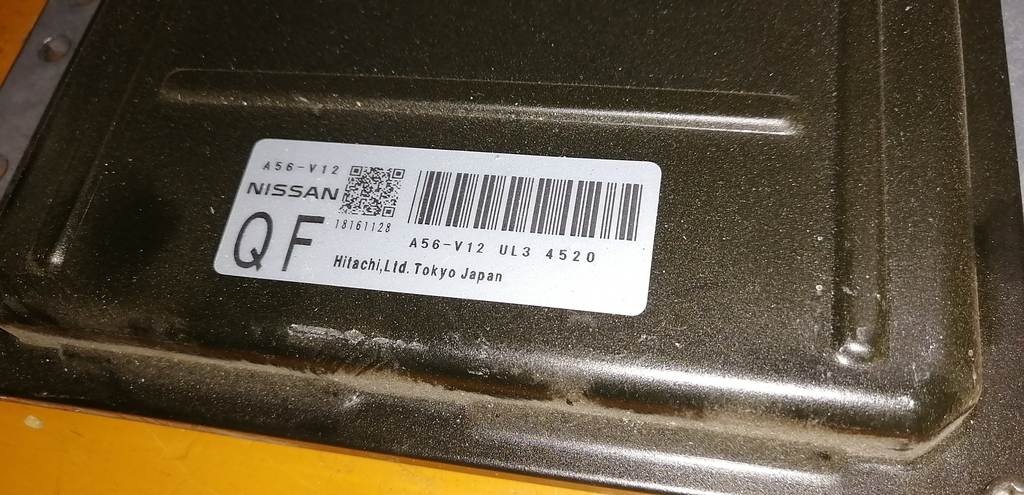 A56-V12
NISSAN
QF
18161128
A56-V12 UL3 4520
Hitachi,Ltd. Tokyo Japan